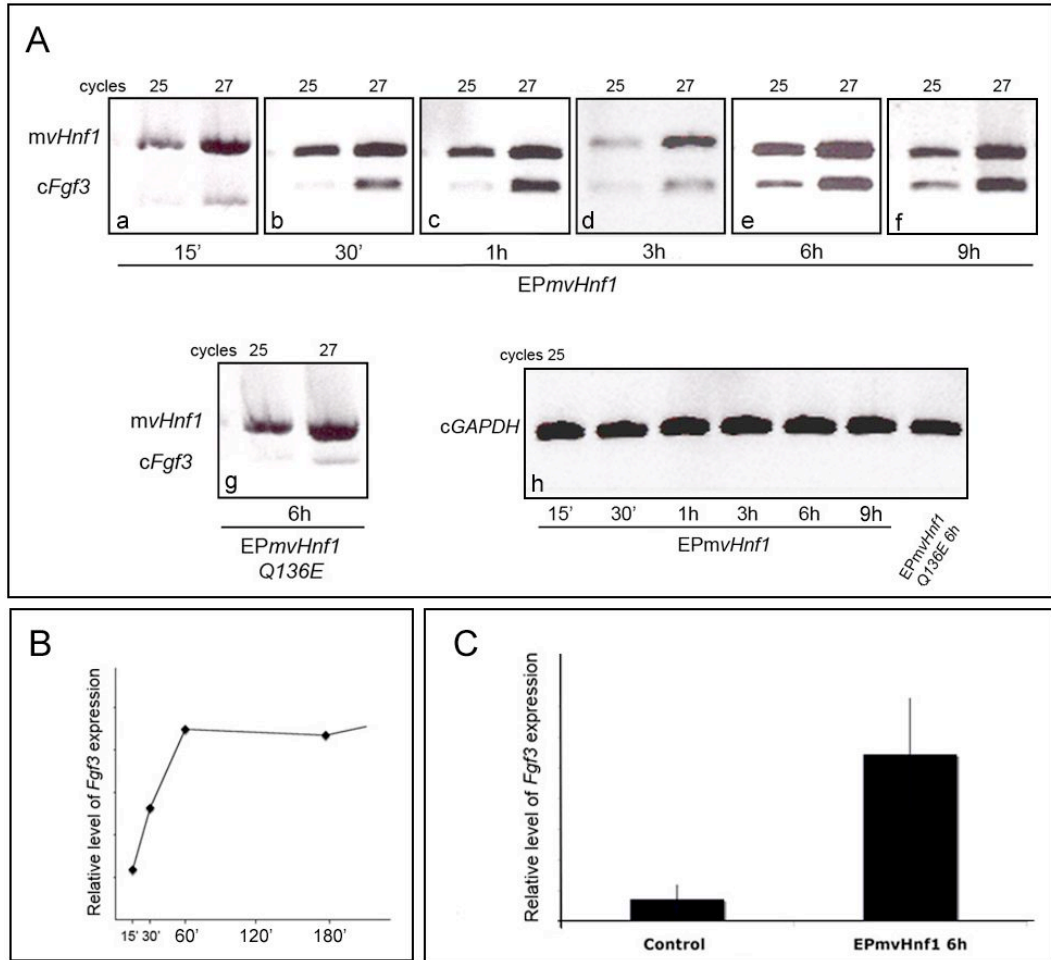 A
cycles 25 27 25 27 25 27 25 27 25 27 25 27
mvHnf1
cFgf3
a b c d e f
15’ 30’ 1h 3h 6h 9h
EPmvHnf1
cycles 25 27
mvHnf1
cFgf3
g
6h
EPmvHnf1
Q136E
cycles 25
cGAPDH
h
15’ 30’ 1h 3h 6h 9h
EPmvHnf1
EPmvHnf1
Q136E 6h
B
Relative level of Fgf3 expression
15’ 30’ 60’ 120’ 180’
C
Relative level of Fgf3 expression
Control EPmvHnf1 6h